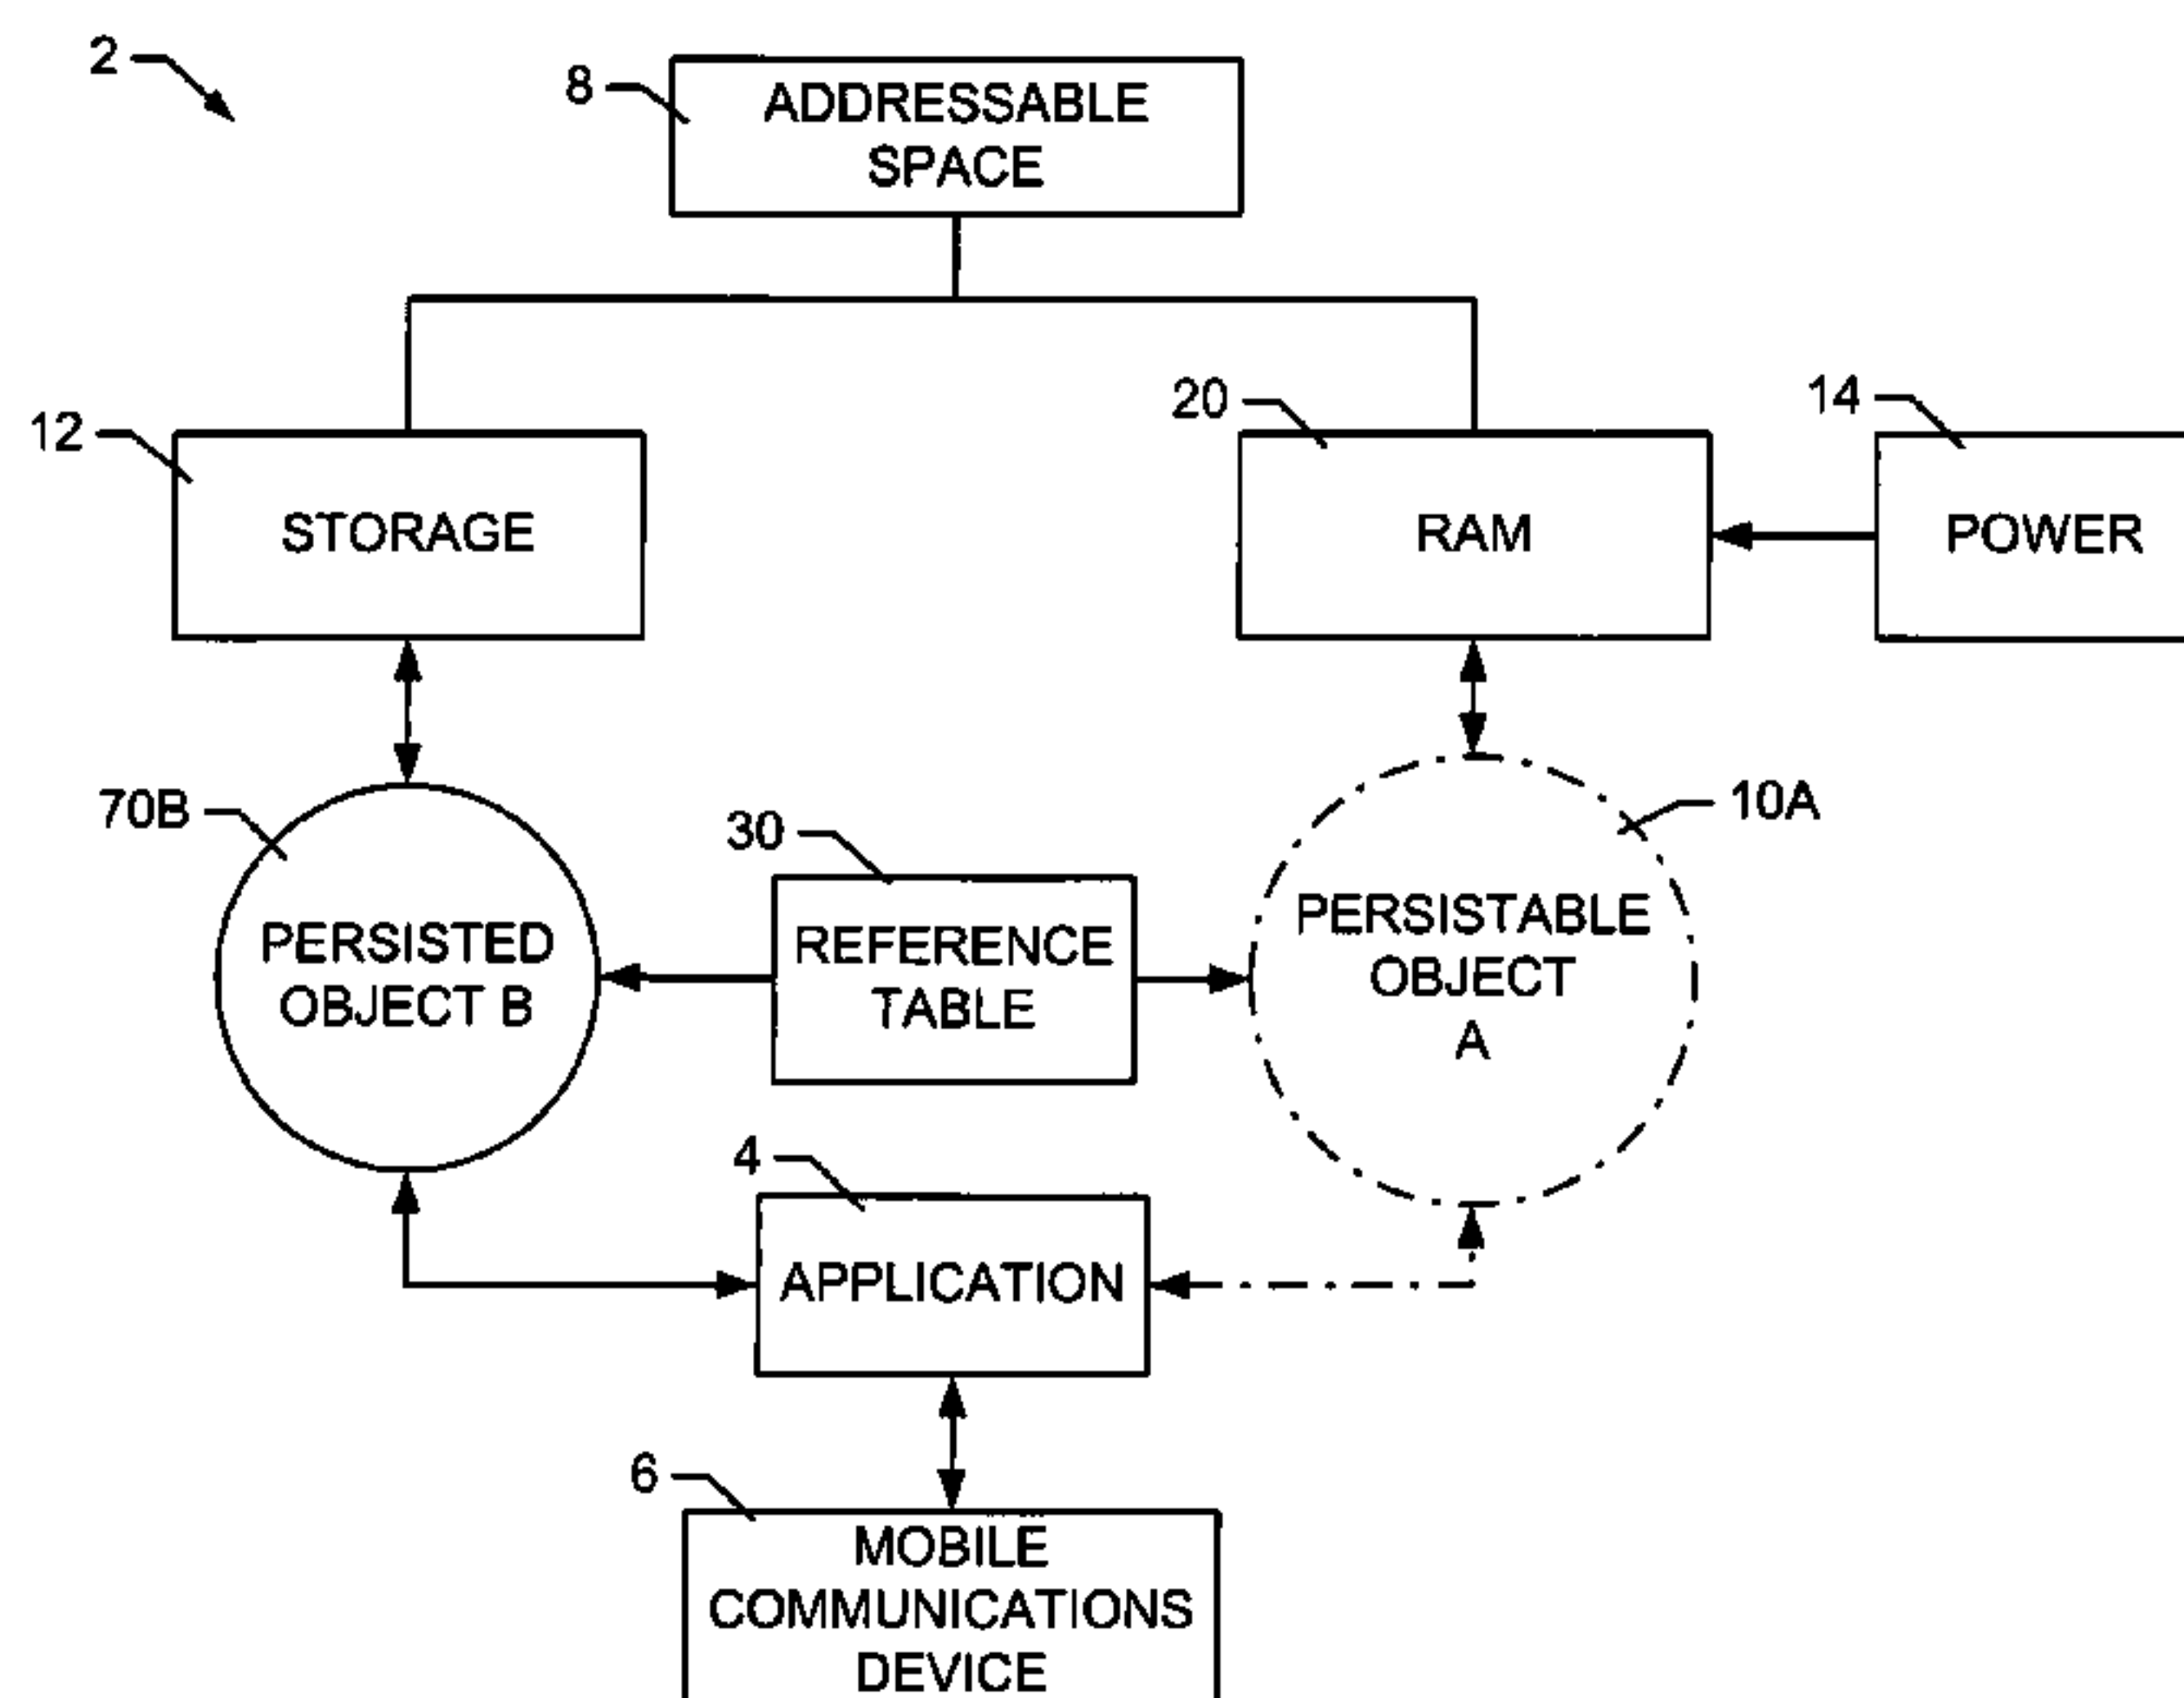 2
8
ADDRESSABLE
SPACE
12
STORAGE
20
RAM
14
POWER
70B
PERSISTED
OBJECT B
30
REFERENCE
TABLE
10A
PERSISTABLE
OBJECT
A
4
APPLICATION
6
MOBILE
COMMUNICATIONS
DEVICE